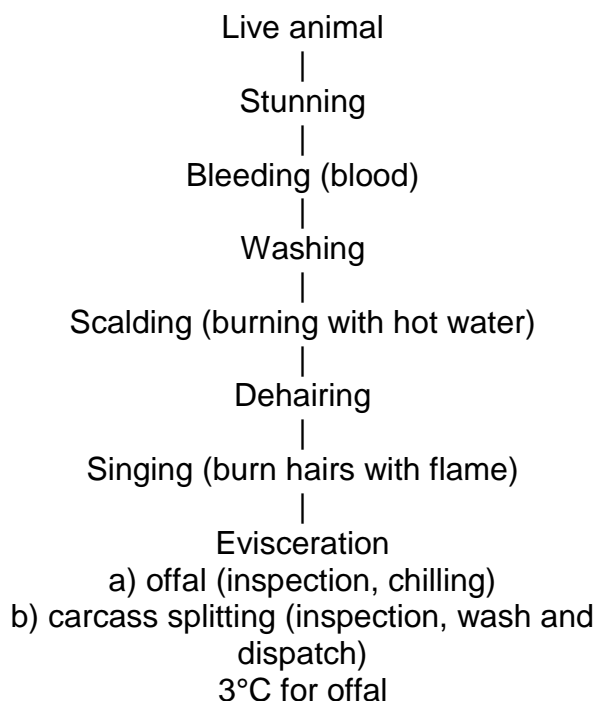 Live animal
|
Stunning
|
Bleeding (blood)
|
Washing
|
Scalding (burning with hot water)
|
Dehairing
|
Singing (burn hairs with flame)
|
Evisceration
a) offal (inspection, chilling)
b) carcass splitting (inspection, wash and
dispatch)
3°C for offal